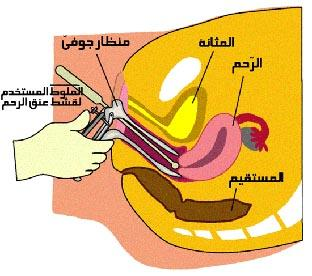 منظار جوفيّ
المثانة
الرّحم
الملوط المستخدم
لقشط عنق الرحم
المستقيم